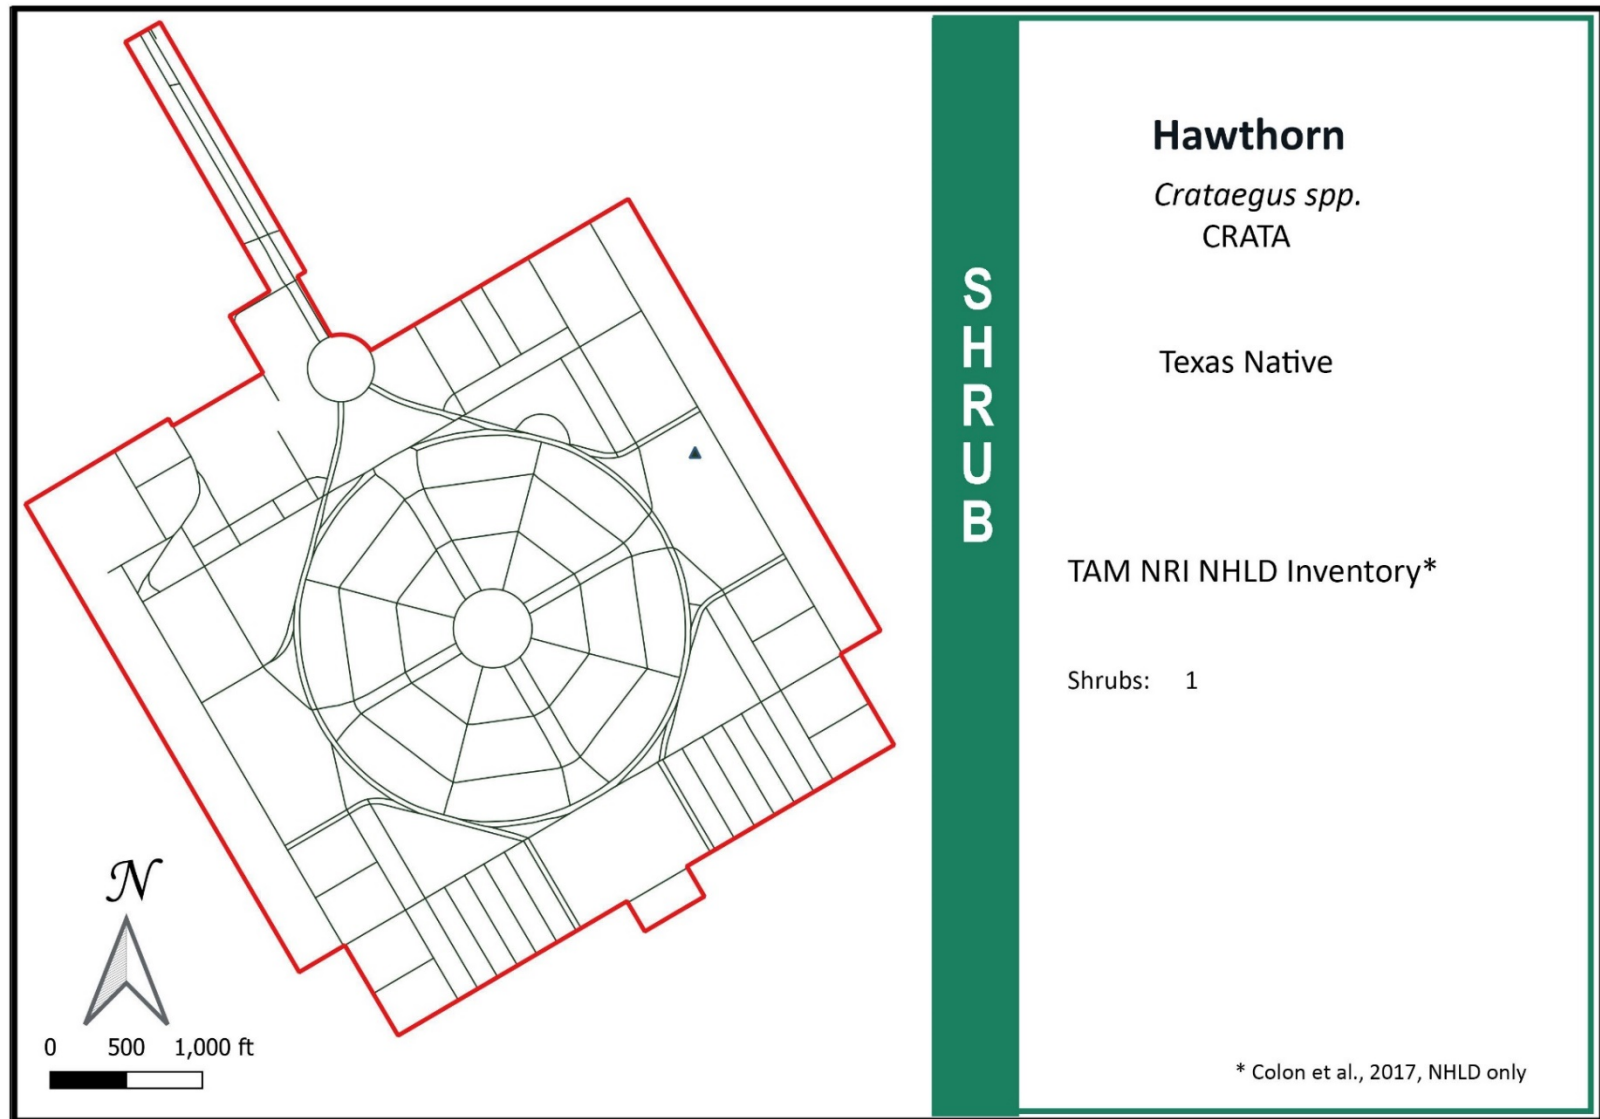 N
0 500 1,000 ft
SHRUB
Hawthorn
Crataegus spp.
CRATA
Texas Native
TAM NRI NHLD Inventory*
Shrubs: 1
* Colon et al., 2017, NHLD only